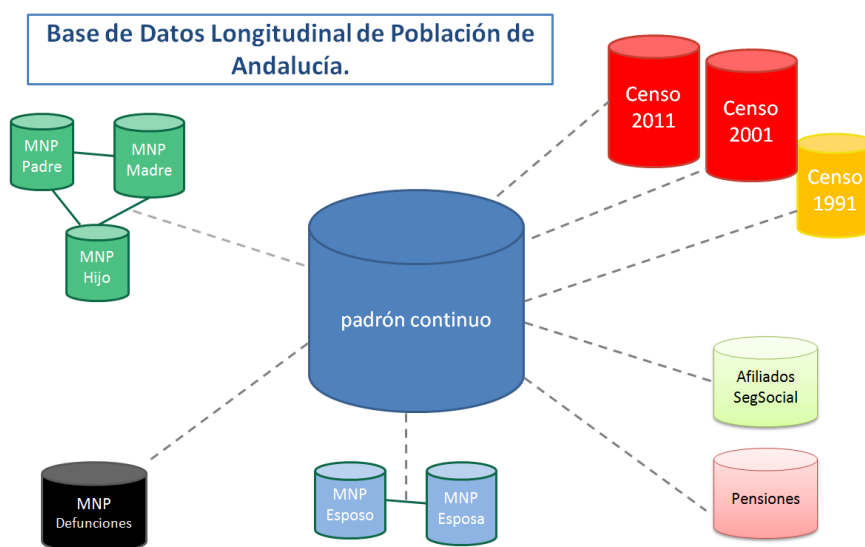 Base de Datos Longitudinal de Población de
Andalucía.
Censo
2011
Censo
2001
Censo
1991
MNP
Padre
MNP
Madre
MNP
Hijo
padrón continuo
Afiliados
SegSocial
Pensiones
MNP
Defunciones
MNP
Esposo
MNP
Esposa